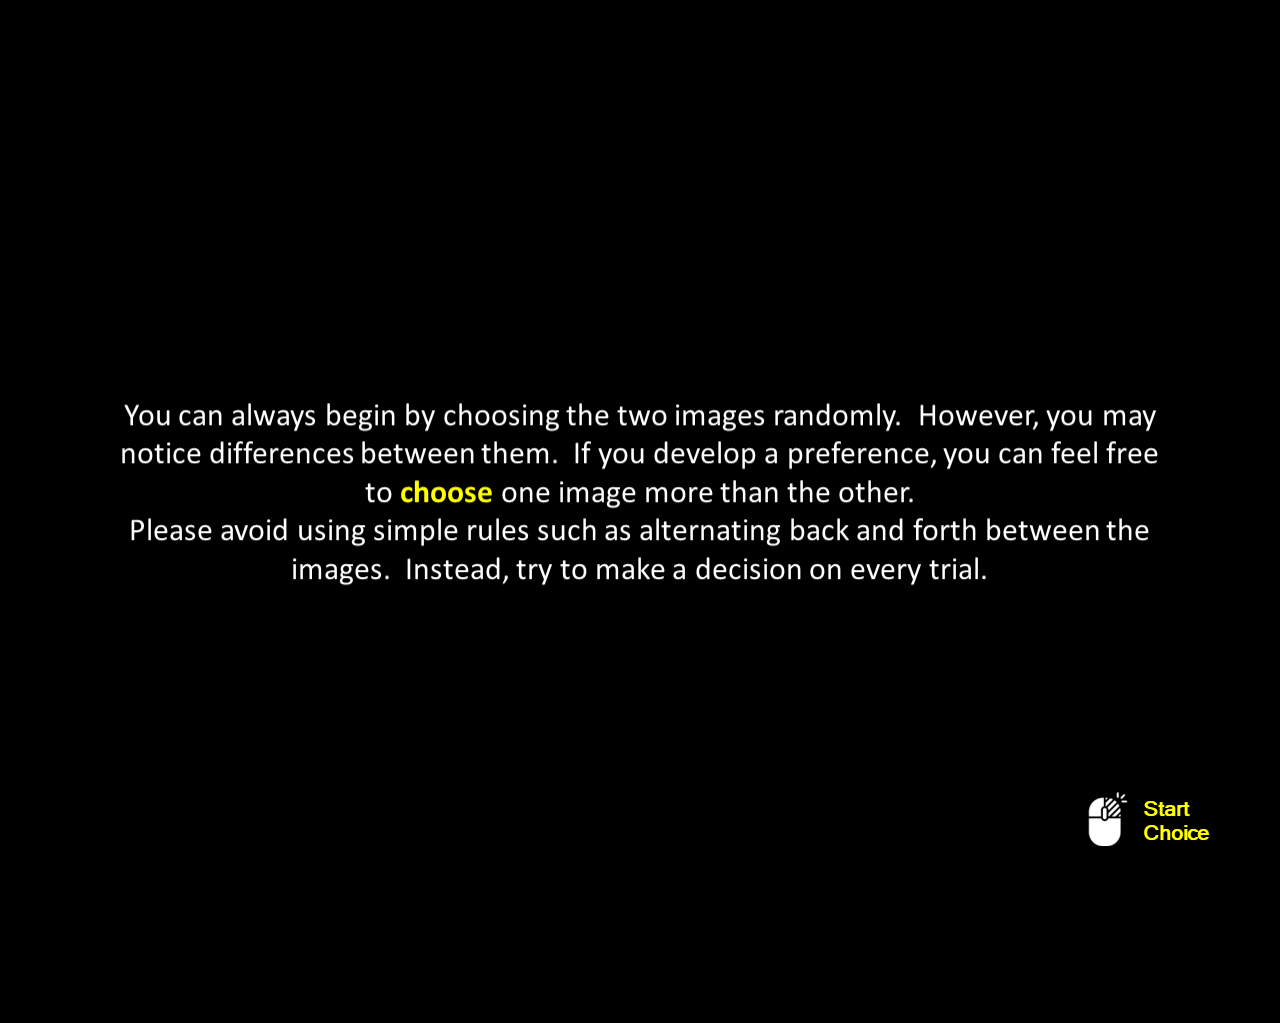 You can always begin by choosing the two images randomly.  However, you may
notice differences between them.  If you develop a preference, you can feel free
to choose one image more than the other.
Please avoid using simple rules such as alternating back and forth between the
images.  Instead, try to make a decision on every trial.
Start
Choice